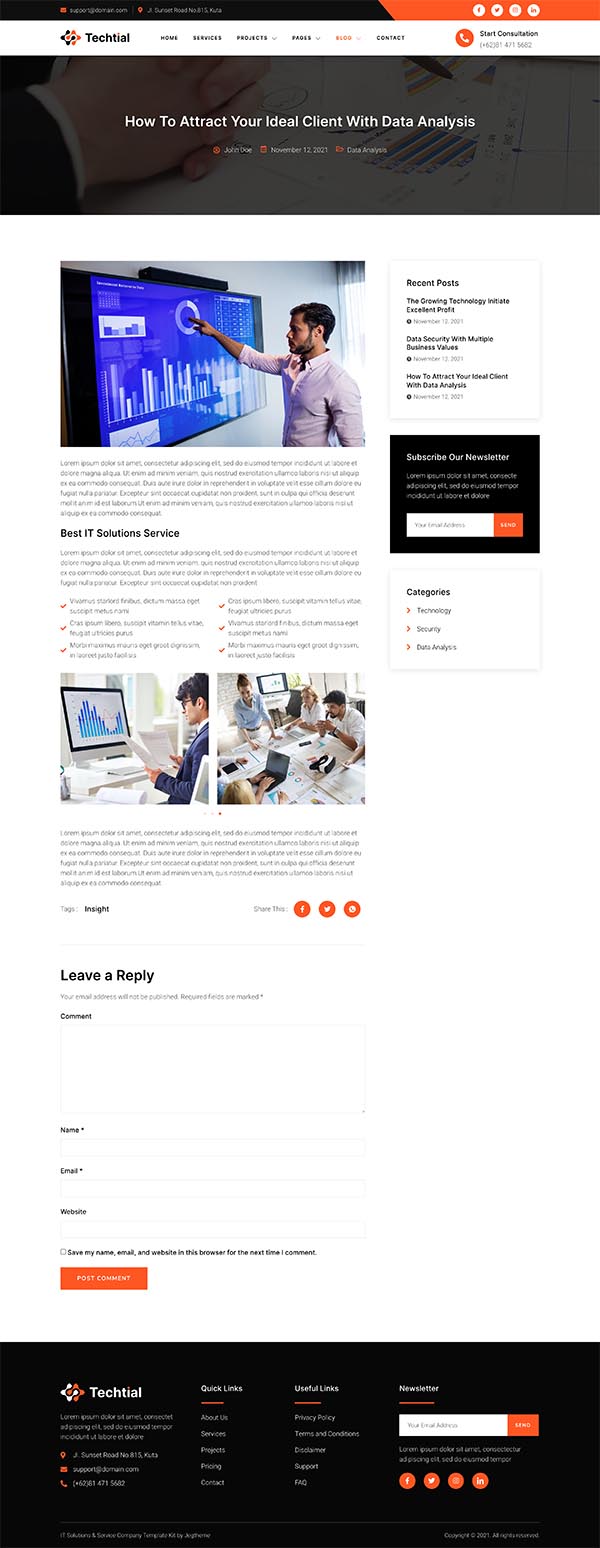 support@domain.com
Jl. Sunset Road No.815, Kuta
Techtial
HOME
SERVICES
PROJECTS
PAGES
BLOG
CONTACT
Start Consultation
(+62)81 471 5682
How To Attract Your Ideal Client With Data Analysis
John Doe
November 12, 2021
Data Analysis
Lorem ipsum dolor sit amet, consectetur adipiscing elit, sed do eiusmod tempor incididunt ut labore et
dolore magna aliqua. Ut enim ad minim veniam, quis nostrud exercitation ullamco laboris nisi ut aliquip
ex ea commodo consequat. Duis aute irure dolor in reprehenderit in voluptate velit esse cillum dolore eu
fugiat nulla pariatur. Excepteur sint occaecat cupidatat non proident, sunt in culpa qui officia deserunt
mollit anim id est laborum.Ut enim ad minim veniam, quis nostrud exercitation ullamco laboris nisi ut
aliquip ex ea commodo consequat.
Best IT Solutions Service
Lorem ipsum dolor sit amet, consectetur adipiscing elit, sed do eiusmod tempor incididunt ut labore et
dolore magna aliqua. Duis aute irure dolor in reprehenderit in voluptate velit esse cillum dolore eu
fugiat nulla pariatur. Excepteur sint occaecat cupidatat non proident
Vivamus starlord finibus, dictum massa eget
suscipit metus nami
Cras ipsum libero, suscipit vitamin tellus vitae,
feugiat ultricies purus
Morbi maximus mauris eget groot dignissim,
in laoreet justo facilisis
Cras ipsum libero, suscipit vitamin tellus vitae,
feugiat ultricies purus
Vivamus starlord finibus, dictum massa eget
suscipit metus nami
Morbi maximus mauris eget groot dignissim,
in laoreet justo facilisis
Lorem ipsum dolor sit amet, consectetur adipiscing elit, sed do eiusmod tempor incididunt ut labore et
dolore magna aliqua. Ut enim ad minim veniam, quis nostrud exercitation ullamco laboris nisi ut aliquip
ex ea commodo consequat. Duis aute irure dolor in reprehenderit in voluptate velit esse cillum dolore eu
fugiat nulla pariatur. Excepteur sint occaecat cupidatat non proident, sunt in culpa qui officia deserunt
mollit anim id est laborum.Ut enim ad minim veniam, quis nostrud exercitation ullamco laboris nisi ut
aliquip ex ea commodo consequat.
Tags :
Insight
Share This :
Leave a Reply
Your email address will not be published. Required fields are marked *
Comment
Name *
Email *
Website
Save my name, email, and website in this browser for the next time I comment.
POST COMMENT
Recent Posts
The Growing Technology Initiate
Excellent Profit
November 12, 2021
Data Security With Multiple
Business Values
November 12, 2021
How To Attract Your Ideal Client
With Data Analysis
November 12, 2021
Subscribe Our Newsletter
Lorem ipsum dolor sit amet, consecte
adipiscing elit, sed do eiusmod tempor
incididunt ut labore et dolore
Your Email Address
SEND
Categories
Technology
Security
Data Analysis
Techtial
Lorem ipsum dolor sit amet, consectet
adipiscing elit, sed do eiusmod tempor
incididunt ut labore et dolore
Jl. Sunset Road No.815, Kuta
support@domain.com
(+62)81 471 5682
Quick Links
About Us
Services
Projects
Pricing
Contact
Useful Links
Privacy Policy
Terms and Conditions
Disclaimer
Support
FAQ
Newsletter
Your Email Address
SEND
Lorem ipsum dolor sit amet, consectetur
ad piscing elit, sed do eiusmod tempor
IT Solutions & Service Company Template Kit by Jegtheme
Copyright © 2021. All rights reserved.